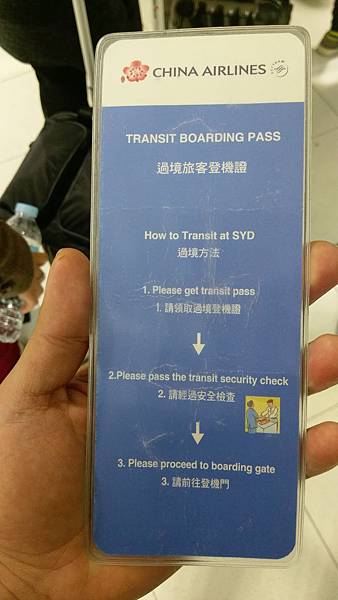 CHINA AIRLINES
TRANSIT BOARDING PASS
過境旅客登機證
How to Transit at SYD
過境方法
1. Please get transit pass
1. 請領取過境登機證
2.Please pass the transit security check
2. 請經過安全檢查
3. Please proceed to boarding gate
3. 請前往登機門